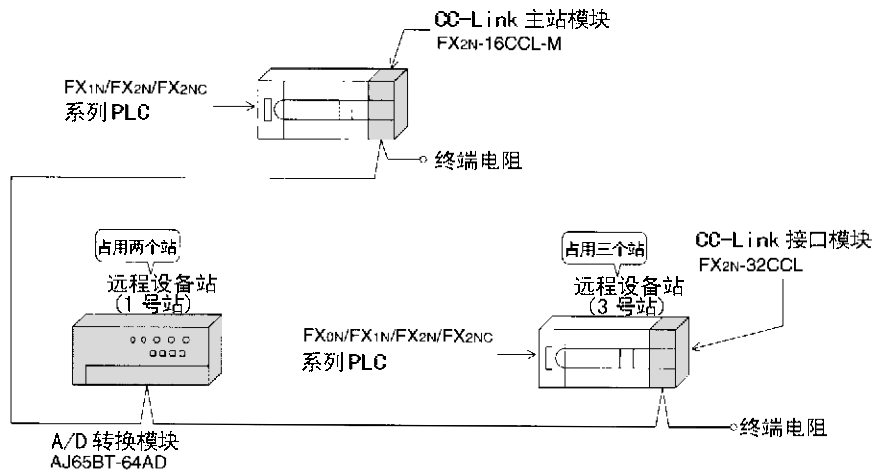 CC-Link 主站模块
FX2N-16CCL-M
FX1N/FX2N/FX2NC
系列PLC
终端电阻
占用两个站
远程设备站
(1 号站)
占用三个站
远程设备站
(3 号站)
CC-Link 接口模块
FX2N-32CCL
FX0N/FX1N/FX2N/FX2NC
系列PLC
终端电阻
A/D 转换模块
AJ65BT-64AD